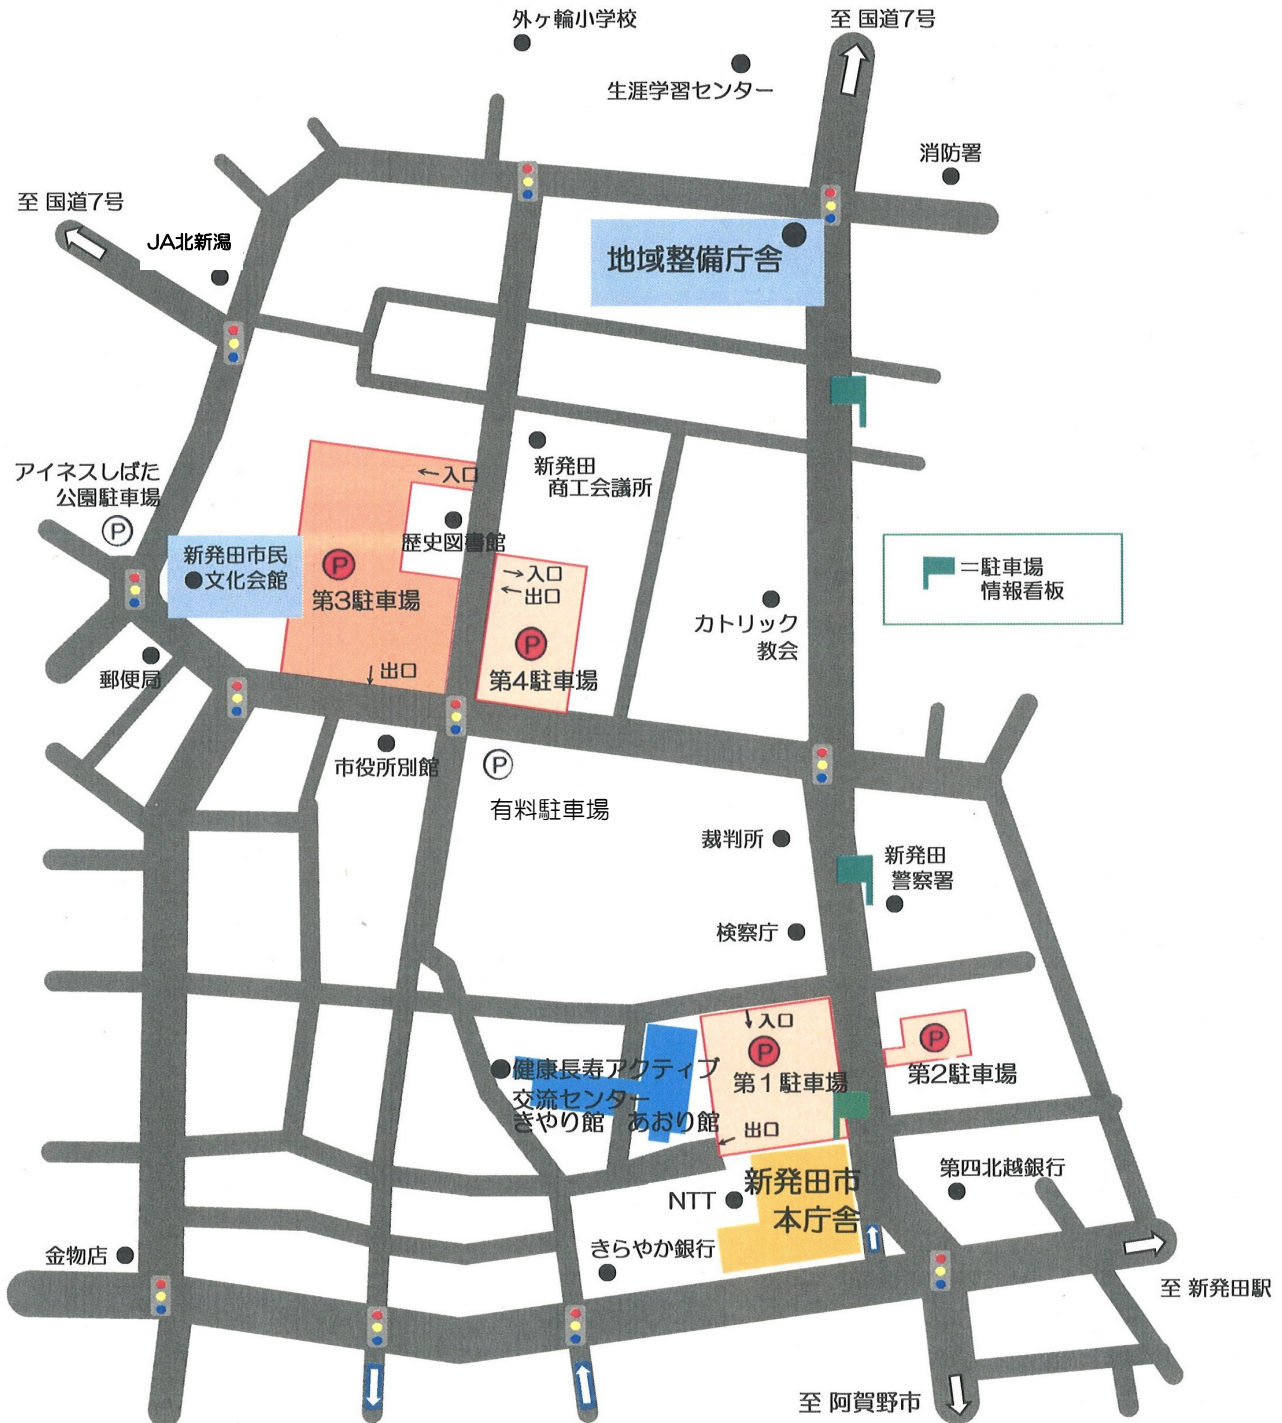 外ヶ輪小学校
至 国道7号
生涯学習センター
消防署
至 国道7号
JA北新潟
地域整備庁舎
アイネスしばた
公園駐車場
P
←入口
新発田
商工会議所
歴史図書館
新発田市民
文化会館
P
第3駐車場
→入口
←出口
P
第4駐車場
↓出口
＝駐車場
情報看板
カトリック
教会
郵便局
市役所別館
P
有料駐車場
裁判所
新発田
警察署
検察庁
↓入口
P
第1駐車場
P
第2駐車場
健康長寿アクティブ
交流センター
きやり館 あおり館
出口
←
新発田市
本庁舎
NTT
第四北越銀行
きらやか銀行
金物店
至 新発田駅
至 阿賀野市